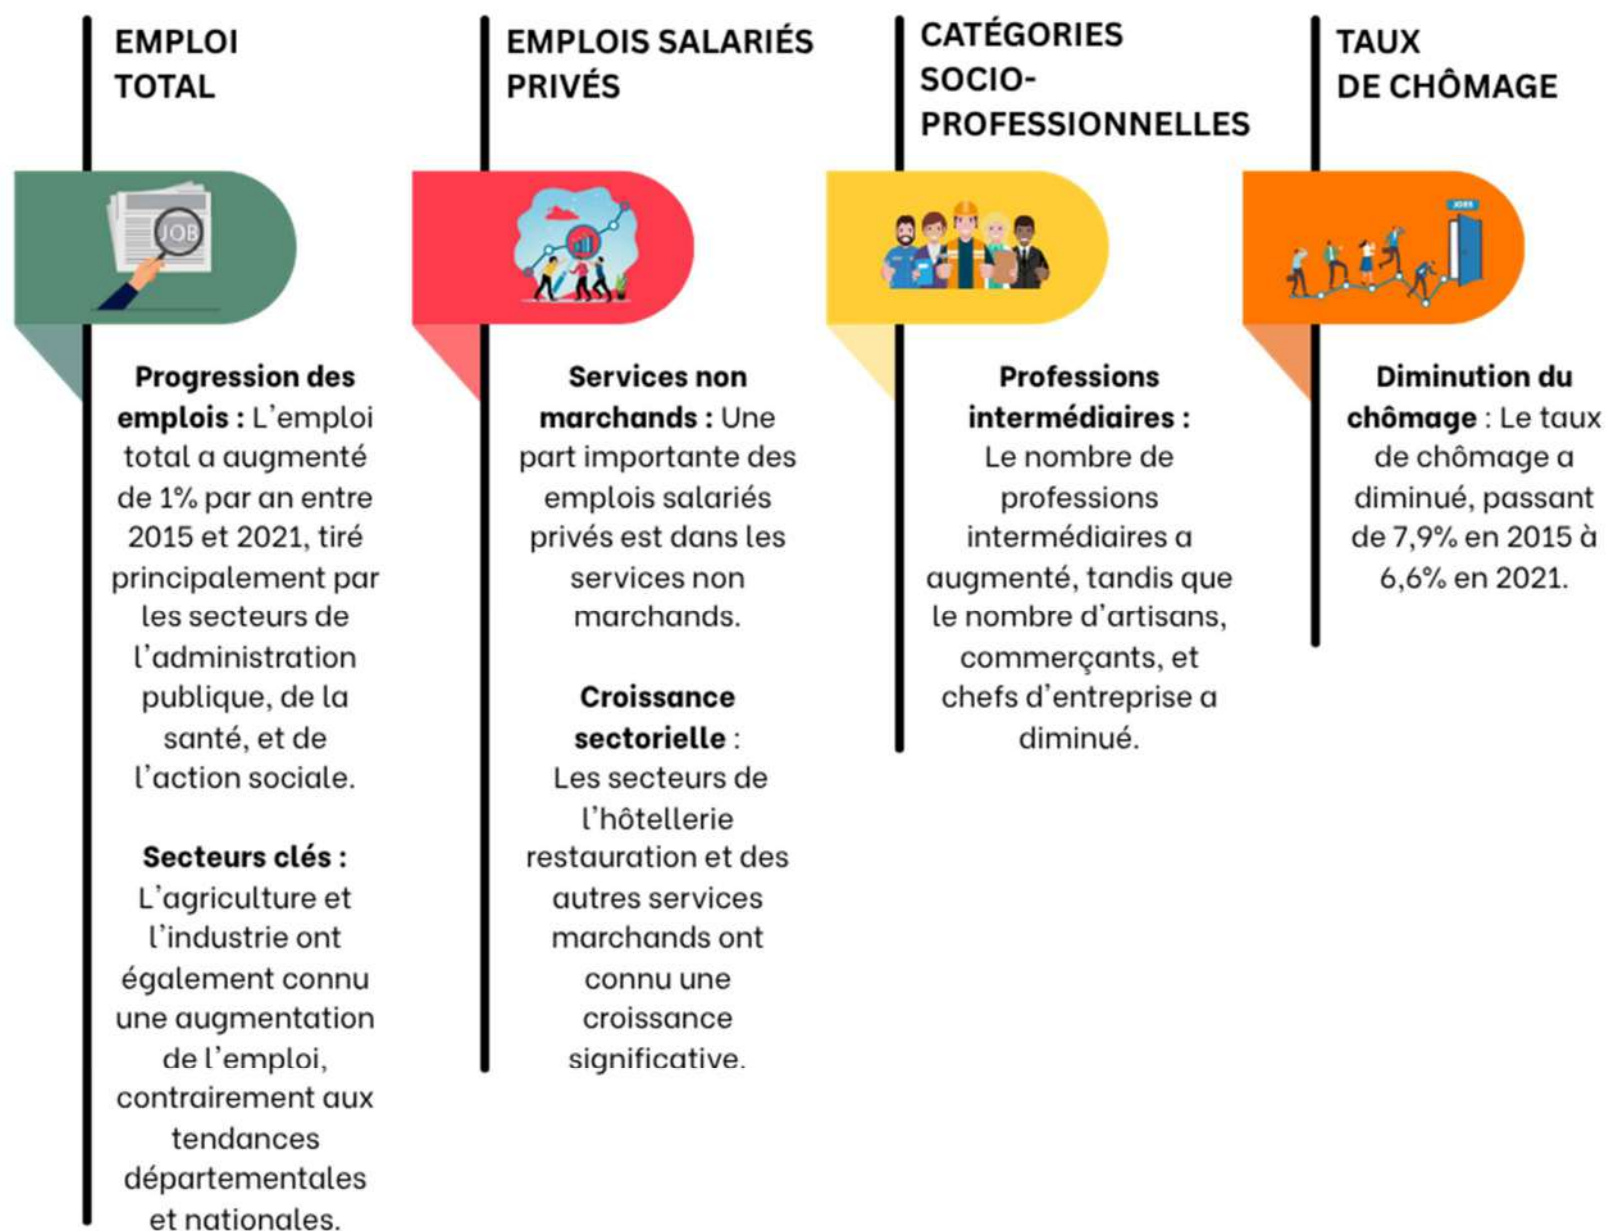 EMPLOI
TOTAL
JOB
Progression des
emplois : L'emploi
total a augmenté
de 1% par an entre
2015 et 2021, tiré
principalement par
les secteurs de
l'administration
publique, de la
santé, et de
l'action sociale.
Secteurs clés :
L'agriculture et
l'industrie ont
également connu
une augmentation
de l'emploi,
contrairement aux
tendances
départementales
et nationales.
EMPLOIS SALARIÉS
PRIVÉS
Services non
marchands : Une
part importante des
emplois salariés
privés est dans les
services non
marchands.
Croissance
sectorielle :
Les secteurs de
l'hôtellerie
restauration et des
autres services
marchands ont
connu une
croissance
significative.
CATÉGORIES
SOCIO-
PROFESSIONNELLES
Professions
intermédiaires :
Le nombre de
professions
intermédiaires a
augmenté, tandis que
le nombre d'artisans,
commerçants, et
chefs d'entreprise a
diminué.
TAUX
DE CHÔMAGE
JOBS
Diminution du
chômage : Le taux
de chômage a
diminué, passant
de 7,9% en 2015 à
6,6% en 2021.